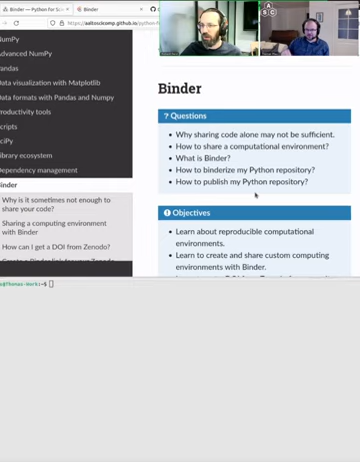 Binder — Python For S
Binder
https://aaltoscicomp.github.io/python-f
NumPy
Advanced NumPy
Pandas
Data visualization with Matplotlib
Data formats with Pandas and Numpy
Productivity tools
Scripts
SciPy
Library ecosystem
Dependency management
Binder
Why is it sometimes not enough to
share your code?
Sharing a computing environment
with Binder
How can I get a DOI from Zenodo?
Binder
? Questions
• Why sharing code alone may not be sufficient.
• How to share a computational environment?
• What is Binder?
• How to binderize my Python repository?
• How to publish my Python repository?
Objectives
• Learn about reproducible computational
environments.
• Learn to create and share custom computing
environments with Binder.
@Thomas-Work:~$